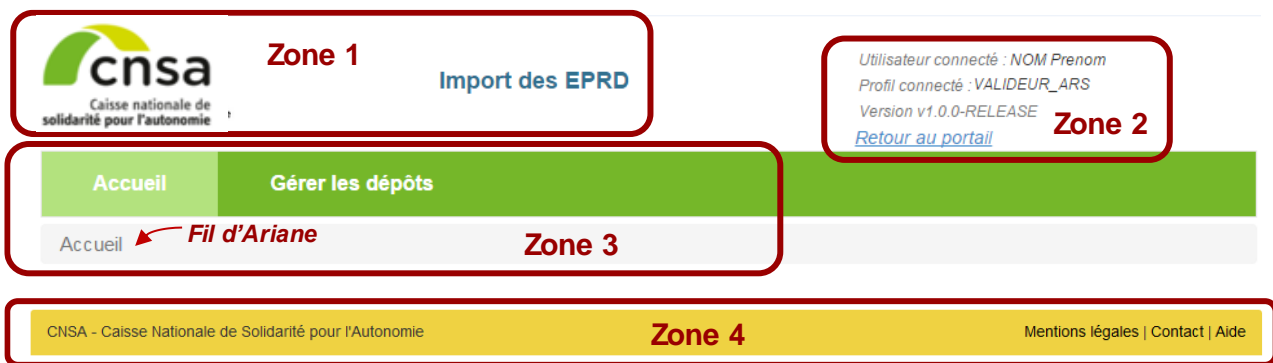 cnsa
Caisse nationale de
solidarité pour l'autonomie
Zone 1
Import des EPRD
Utilisateur connecté : NOM Prenom
Profil connecté : VALIDEUR_ARS
Version v1.0.0-RELEASE
Retour au portail
Zone 2
Accueil Gérer les dépôts
Accueil
Fil d'Ariane
Zone 3
CNSA - Caisse Nationale de Solidarité pour l'Autonomie
Zone 4
Mentions légales | Contact | Aide